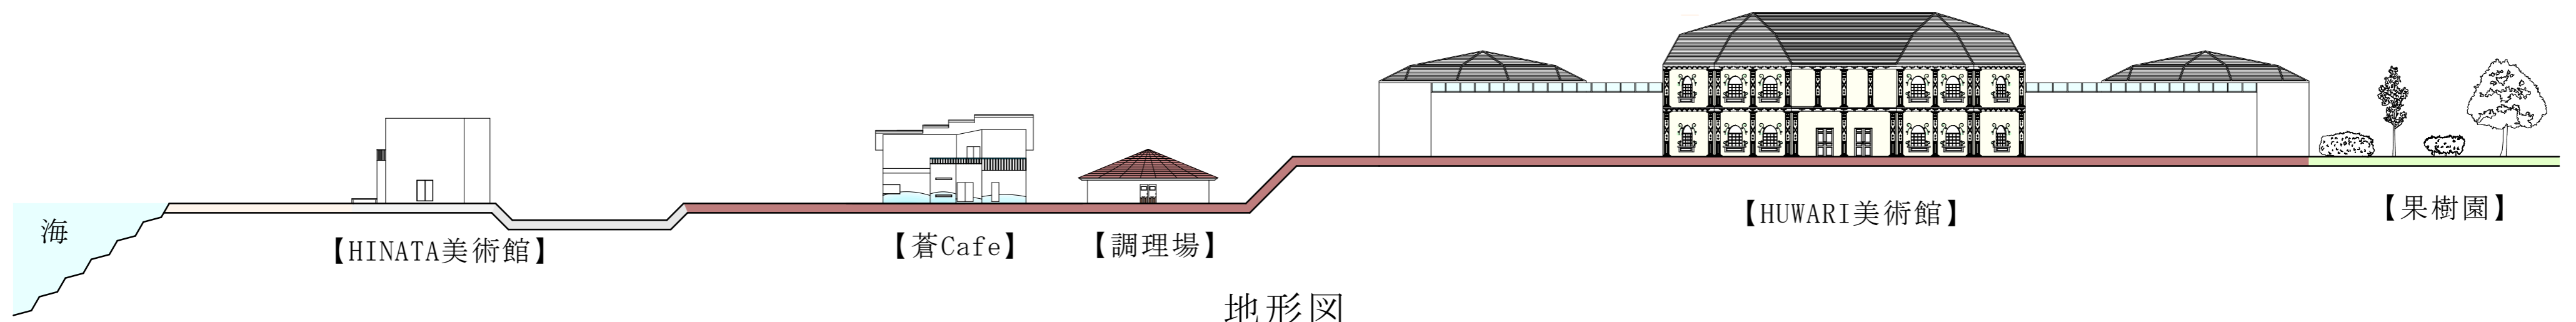 海
【HINATA美術館】
【蒼Cafe】
【調理場】
【HUWARI美術館】
【果樹園】
地形図